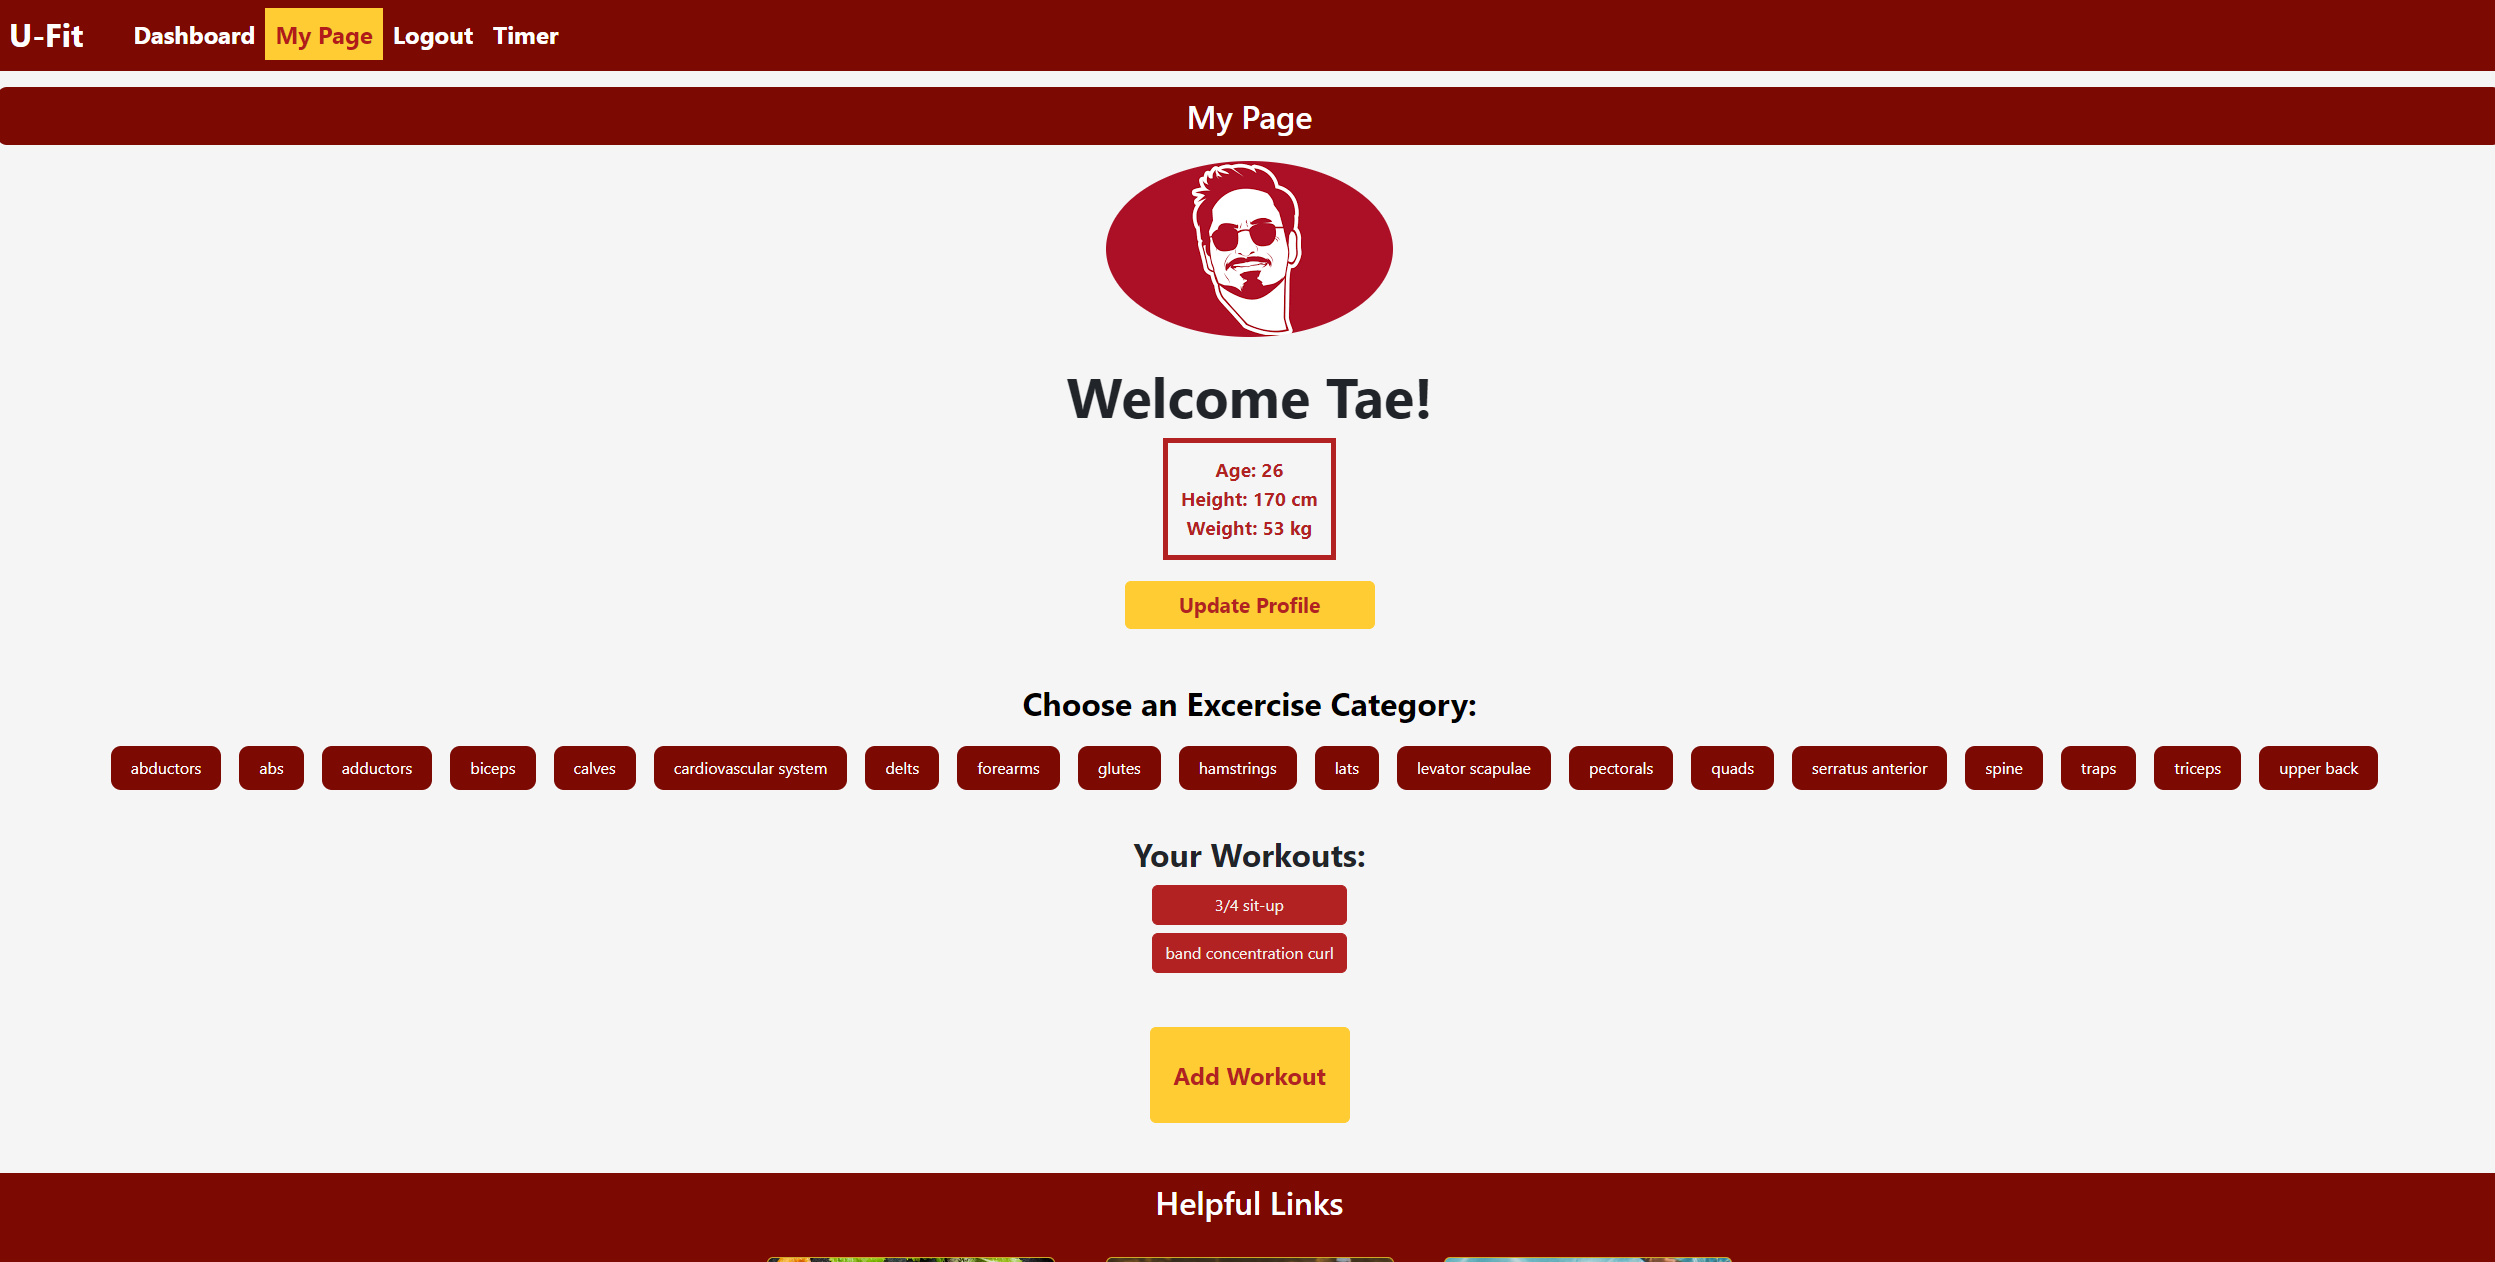 U-Fit Dashboard My Page Logout Timer
My Page
Welcome Tae!
Age: 26
Height: 170 cm
Weight: 53 kg
Update Profile
Choose an Excercise Category:
abductors abs adductors biceps calves cardiovascular system delts forearms glutes hamstrings lats levator scapulae pectorals quads serratus anterior spine traps triceps upper back
Your Workouts:
3/4 sit-up
band concentration curl
Add Workout
Helpful Links